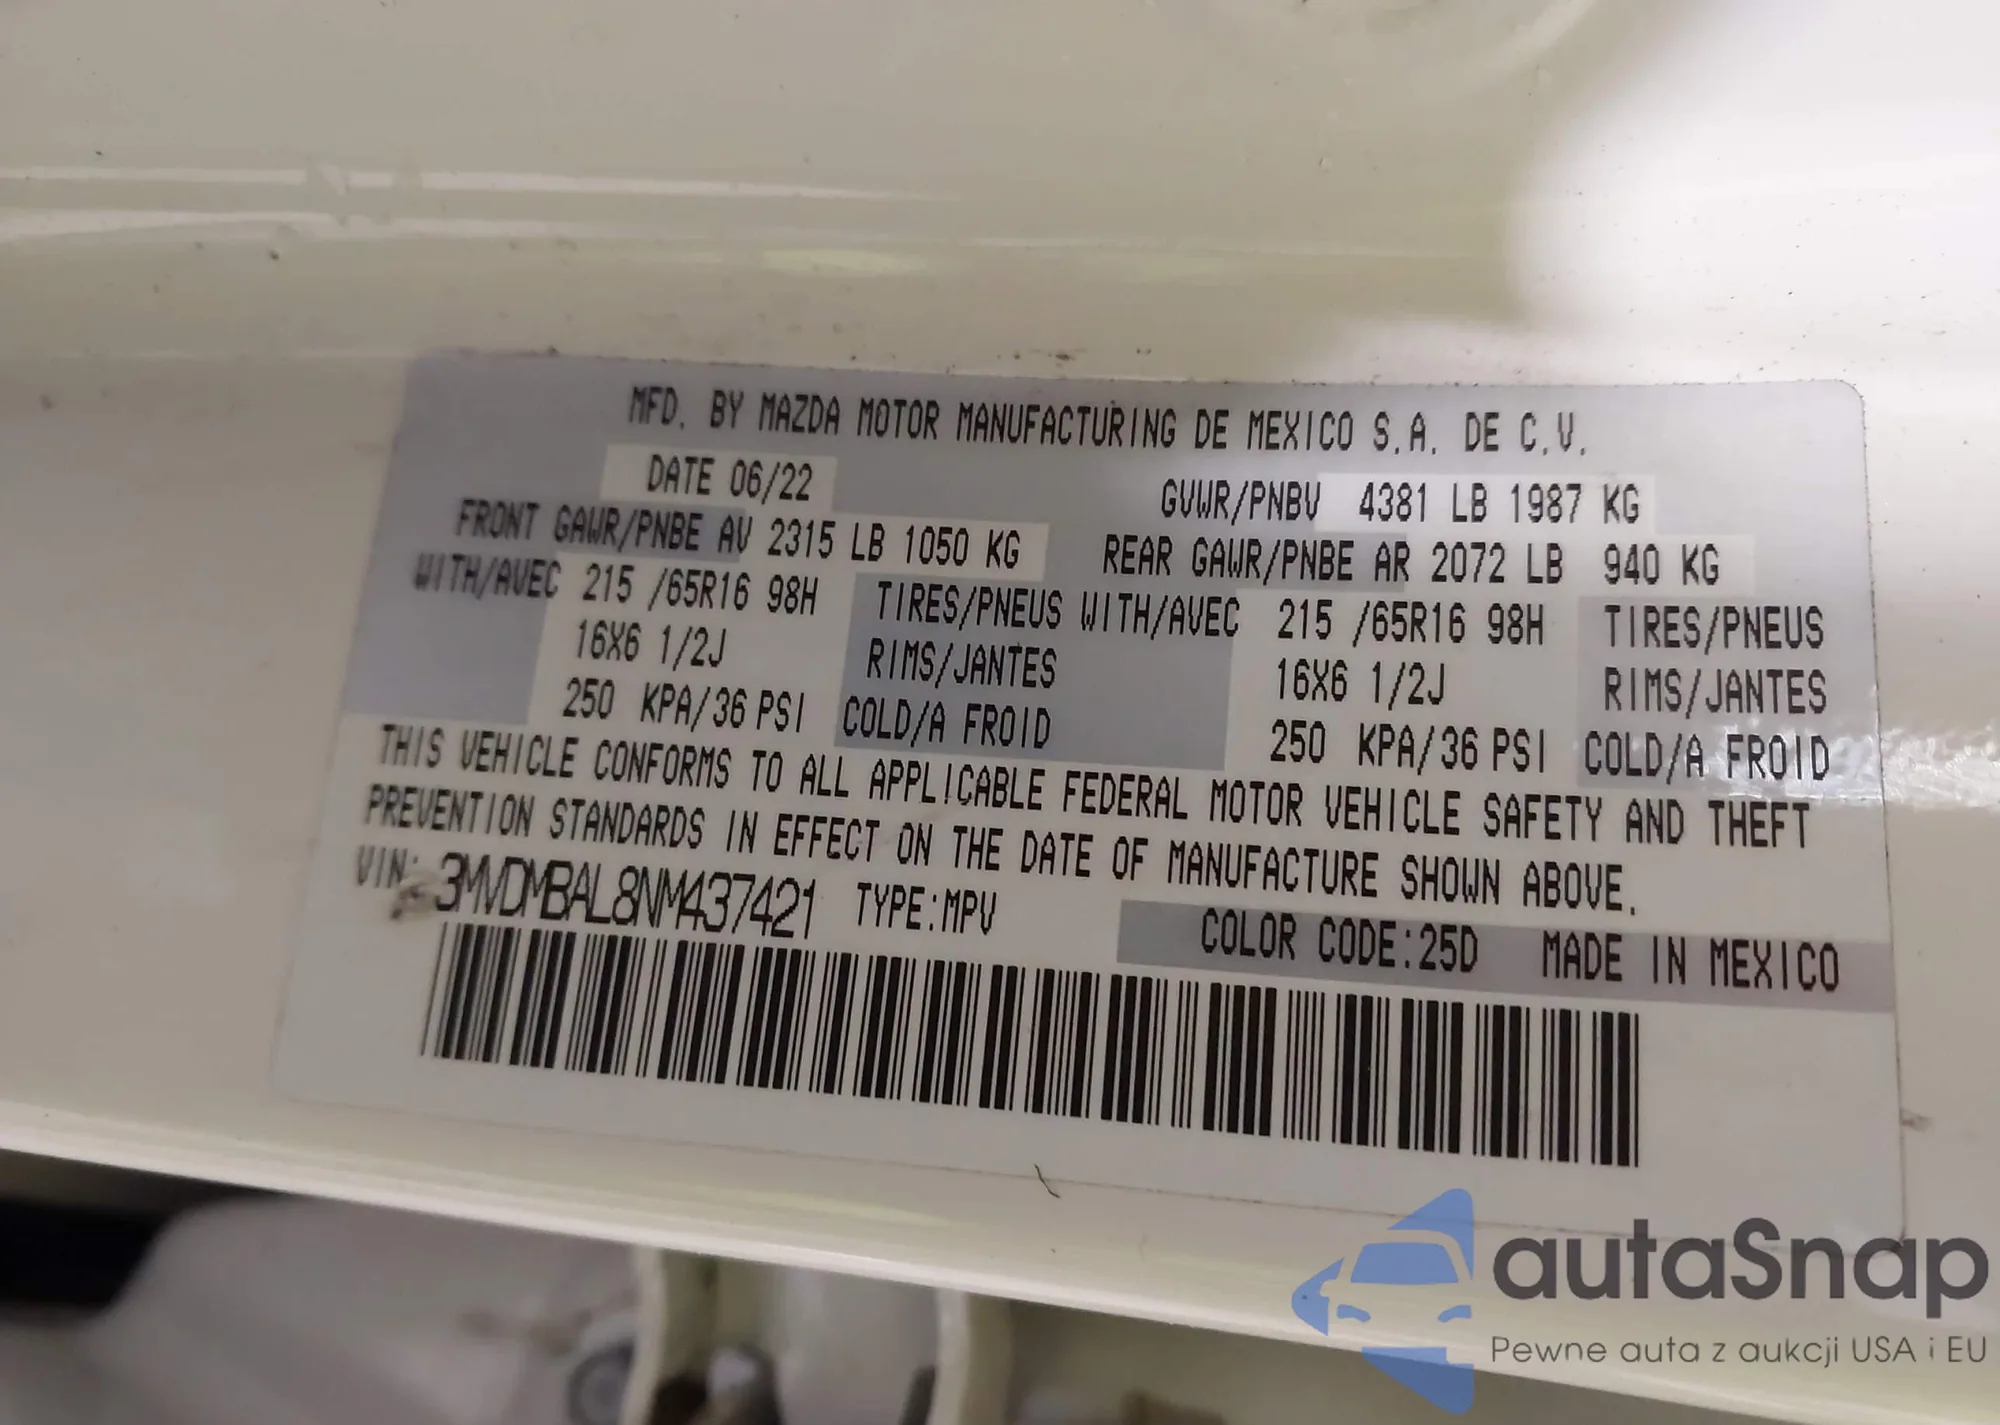 MFD. BY MAZDA MOTOR MANUFACTURING DE MEXICO S.A. DE C.V.
DATE 06/22 GVWR/PNBV 4381 LB 1987 KG
FRONT GAWR/PNBE AV 2315 LB 1050 KG REAR GAWR/PNBE AR 2072 LB 940 KG
WITH/AVEC 215 /65R16 98H TIRES/PNEUS WITH/AVEC 215 /65R16 98H TIRES/PNEUS
16X6 1/2J RIMS/JANTES 16X6 1/2J RIMS/JANTES
250 KPA/36 PSI COLD/A FROID 250 KPA/36 PSI COLD/A FROID
THIS VEHICLE CONFORMS TO ALL APPLICABLE FEDERAL MOTOR VEHICLE SAFETY AND THEFT
PREVENTION STANDARDS IN EFFECT ON THE DATE OF MANUFACTURE SHOWN ABOVE.
VIN: 3MVDMBAL8NM437421 TYPE:MPV COLOR CODE:25D MADE IN MEXICO
autaSnap
Pewne auta z aukcji USA i EU